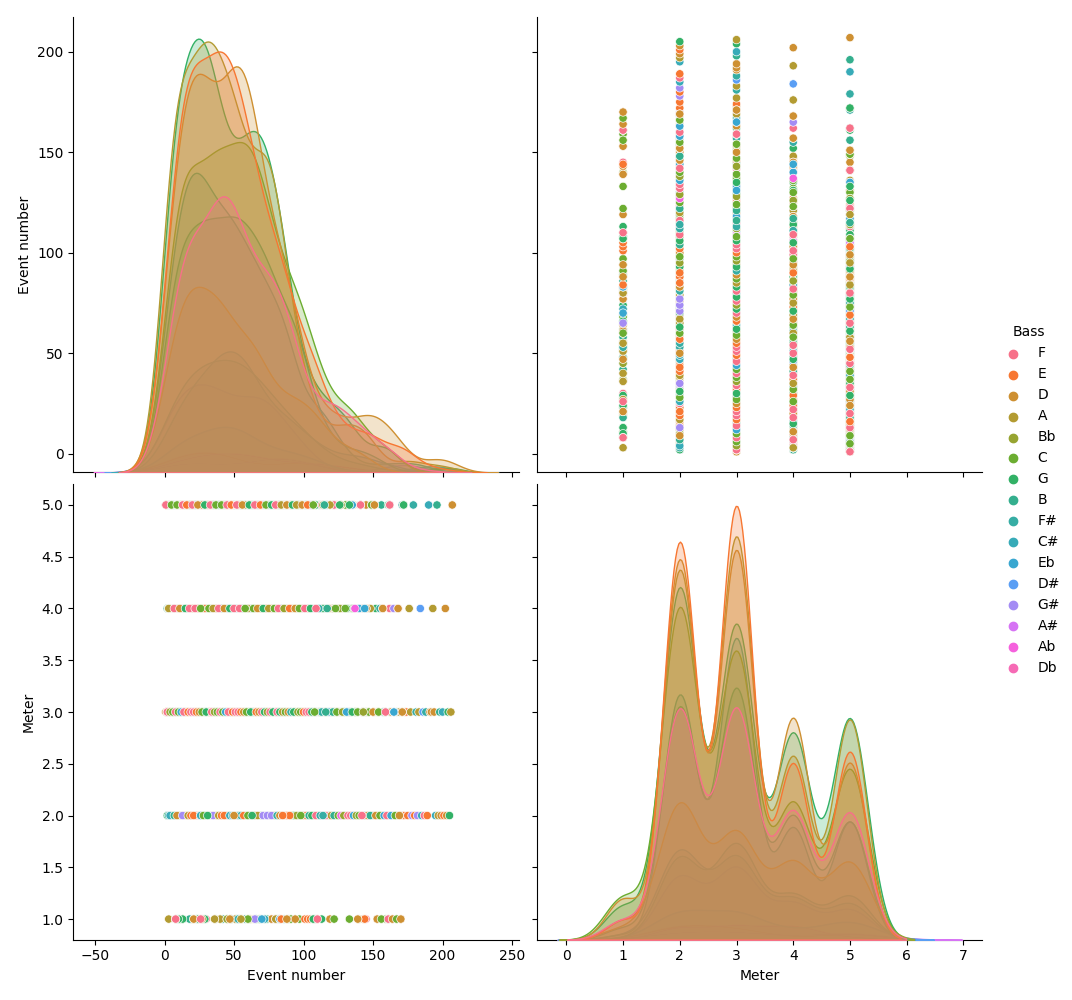 200
150
100
50
0
Event number
5.0
4.5
4.0
3.5
3.0
2.5
2.0
1.5
1.0
Meter
−50 0 50 100 150 200 250
Event number
0 1 2 3 4 5 6 7
Meter
Bass
F
E
D
A
Bb
C
G
B
F#
C#
Eb
D#
G#
A#
Ab
Db